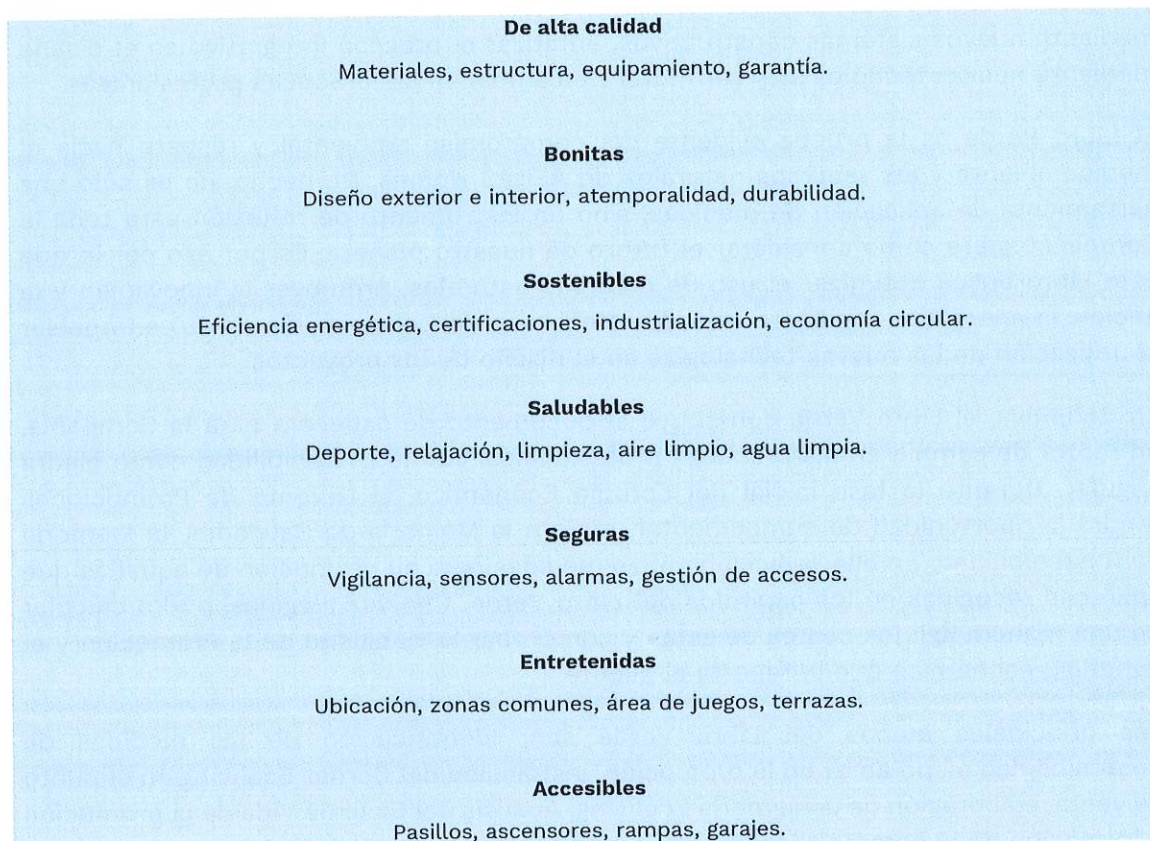 De alta calidad
Materiales, estructura, equipamiento, garantía.
Bonitas
Diseño exterior e interior, atemporalidad, durabilidad.
Sostenibles
Eficiencia energética, certificaciones, industrialización, economía circular.
Saludables
Deporte, relajación, limpieza, aire limpio, agua limpia.
Seguras
Vigilancia, sensores, alarmas, gestión de accesos.
Entretenidas
Ubicación, zonas comunes, área de juegos, terrazas.
Accesibles
Pasillos, ascensores, rampas, garajes.